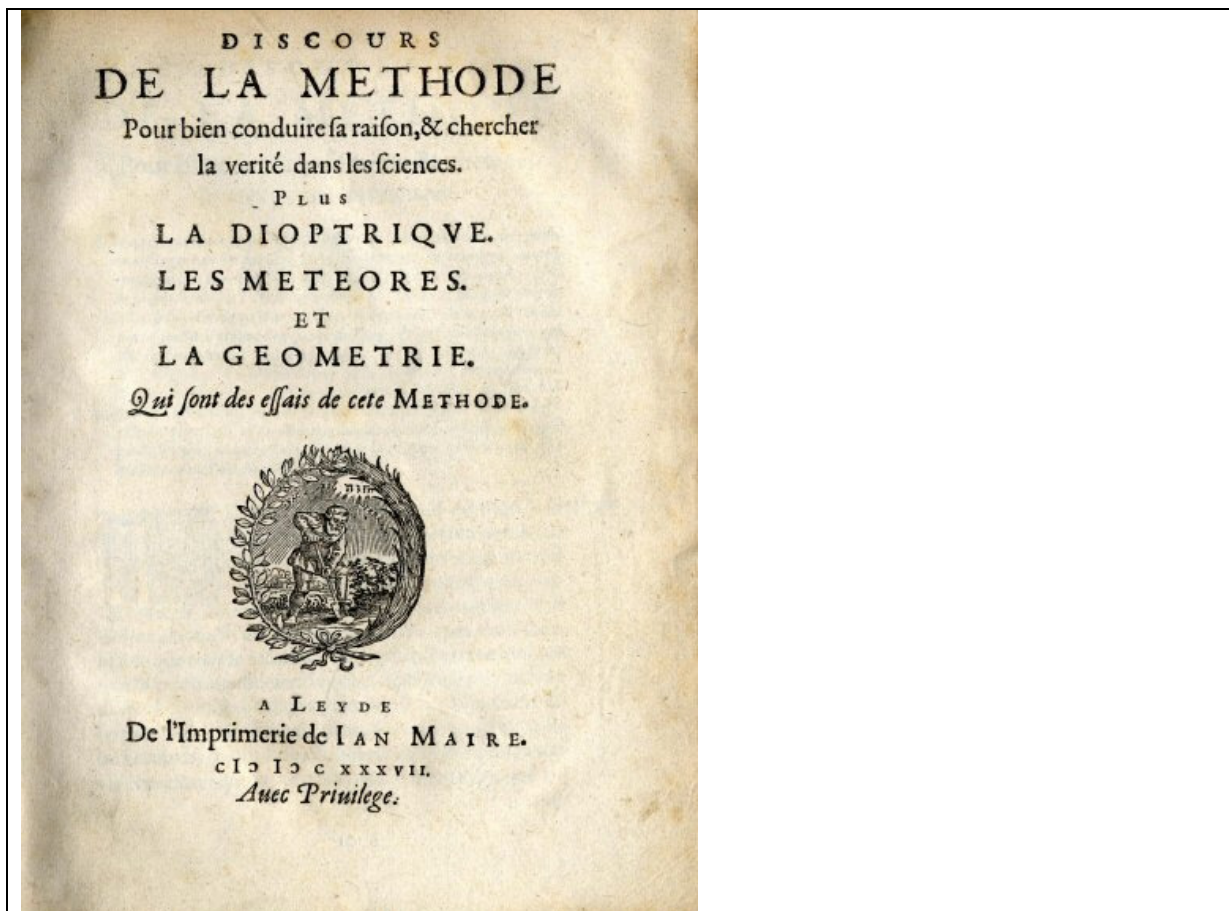 DISCOURS
DE LA METHODE
Pour bien conduire ſa raiſon, & chercher
la verité dans les ſciences.
PLUS
LA DIOPTRIQVE.
LES METEORES.
ET
LA GEOMETRIE.
Qui ſont des eſſais de cete METHODE.
A LEYDE
De l'Imprimerie de IAN MAIRE.
cIↄ Iↄ c xxxvii.
Auec Priuilege.